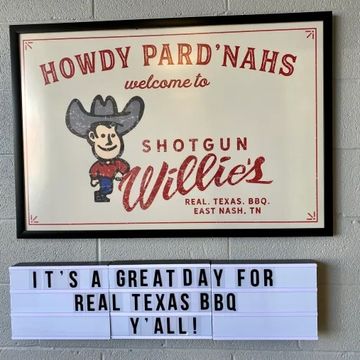 HOWDY PARD'NAHS
welcome to
SHOTGUN
Willie's
REAL. TEXAS. BBQ.
EAST NASH, TN
IT'S A GREAT DAY FOR
REAL TEXAS BBQ
Y'ALL!